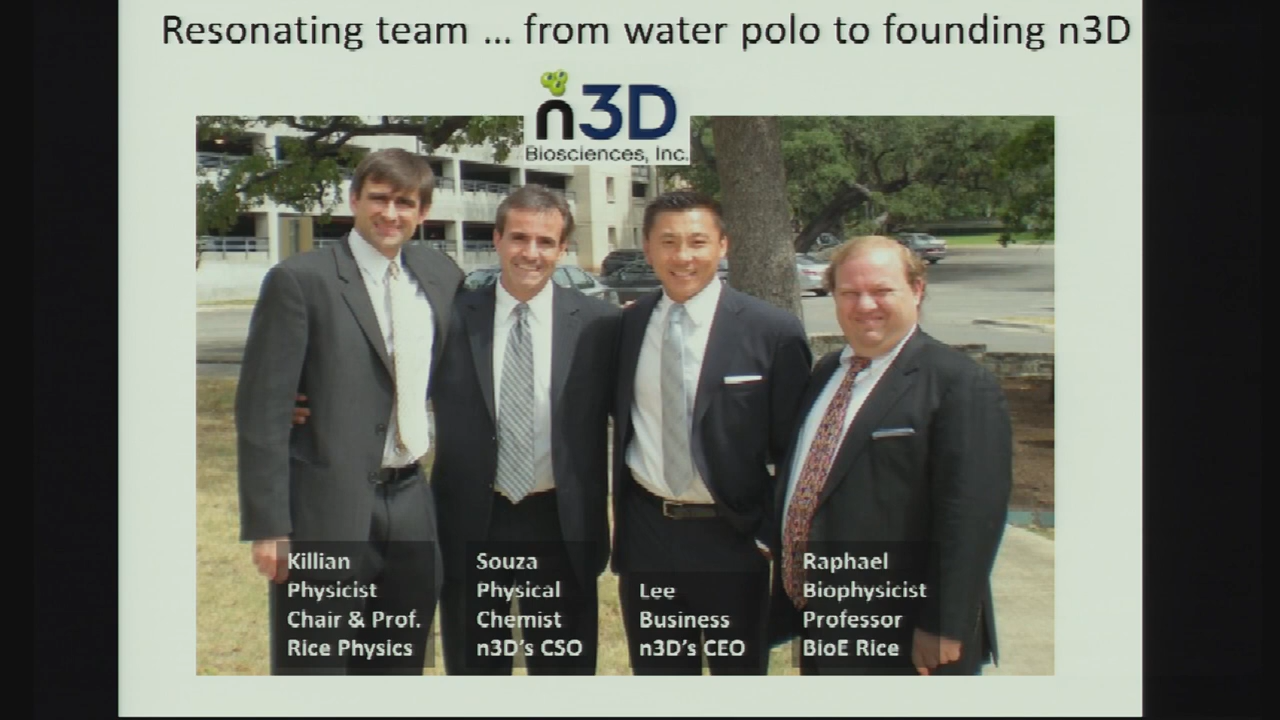 Resonating team ... from water polo to founding n3D
n3D
Biosciences, Inc.
Killian
Physicist
Chair & Prof.
Rice Physics
Souza
Physical
Chemist
n3D's CSO
Lee
Business
n3D's CEO
Raphael
Biophysicist
Professor
BioE Rice